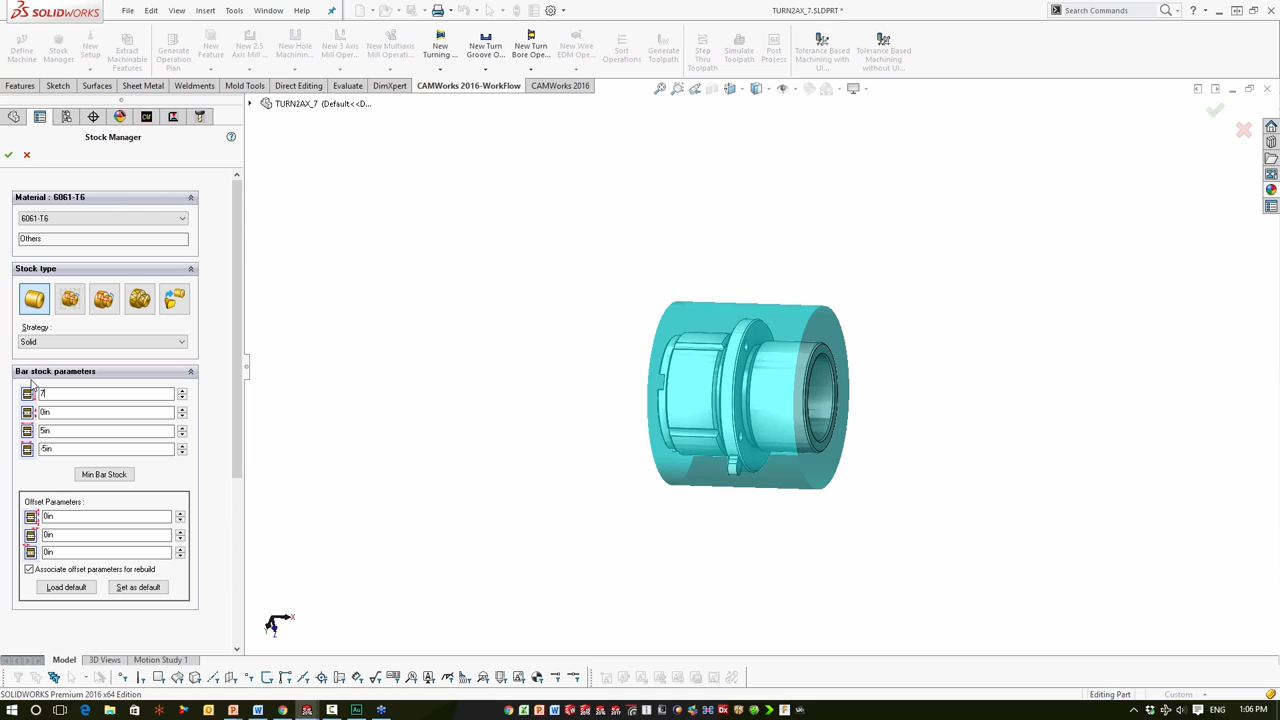 SOLIDWORKS File Edit View Insert Tools Window Help TURN2AX_7.SLDPRT * Search Commands
Define Machine
Stock Manager
New Setup
Extract Machinable Features
Generate Operation Plan
New Feature
New 2.5 Axis Mill ...
New Hole Machinin...
New 3 Axis Mill Oper...
New Multiaxis Mill Operati...
New Turning ...
New Turn Groove O...
New Turn Bore Ope...
New Wire EDM Operat...
Sort Operations
Generate Toolpath
Step Thru Toolpath
Simulate Toolpath
Post Process
Tolerance Based Machining with UI...
Tolerance Based Machining without UI...
Features Sketch Surfaces Sheet Metal Weldments Mold Tools Direct Editing Evaluate DimXpert CAMWorks 2016-WorkFlow CAMWorks 2016
TURN2AX_7 (Default<<D...
Stock Manager
Material : 6061-T6
6061-T6
Others
Stock type
Strategy :
Solid
Bar stock parameters
7
0in
5in
-5in
Min Bar Stock
Offset Parameters :
0in
0in
0in
Associate offset parameters for rebuild
Load default Set as default
X
Z
Model 3D Views Motion Study 1
SOLIDWORKS Premium 2016 x64 Edition Editing Part Custom
1:06 PM